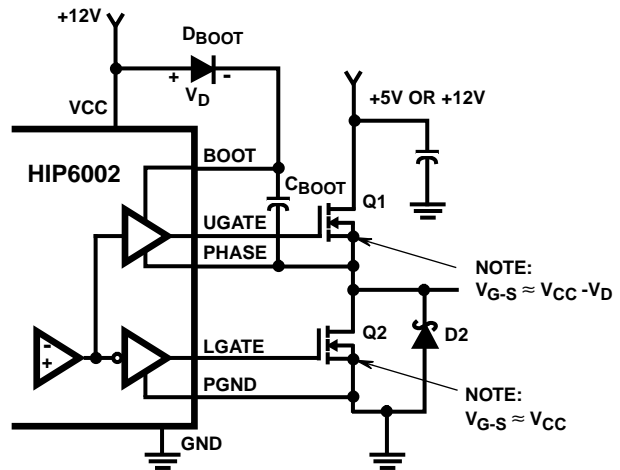 +12V
DBOOT
+ VD -
VCC
+5V OR +12V
BOOT
HIP6002
CBOOT
Q1
UGATE
PHASE
NOTE:
VG-S ≈ VCC -VD
Q2
D2
LGATE
- +
PGND
NOTE:
VG-S ≈ VCC
GND